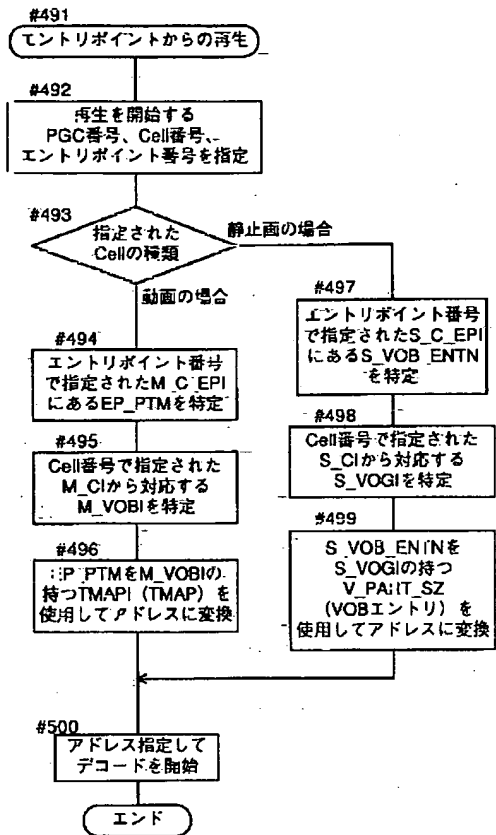 #491
エントリポイントからの再生
#492
再生を開始する
PGC番号、Cell番号、
エントリポイント番号を指定
#493
指定された
Cellの種類
静止画の場合
動画の場合
#494
エントリポイント番号
で指定されたM_C_EPI
にあるEP_PTMを特定
#495
Cell番号で指定された
M_CIから対応する
M_VOBIを特定
#496
EP_PTMをM_VOBIの
持つTMAPI（TMAP）を
使用してアドレスに変換
#497
エントリポイント番号
で指定されたS_C_EPI
にあるS_VOB_ENTN
を特定
#498
Cell番号で指定された
S_CIから対応する
S_VOGIを特定
#499
S_VOB_ENTNを
S_VOGIの持つ
V_PART_SZ
（VOBエントリ）を
使用してアドレスに変換
#500
アドレス指定して
デコードを開始
エンド